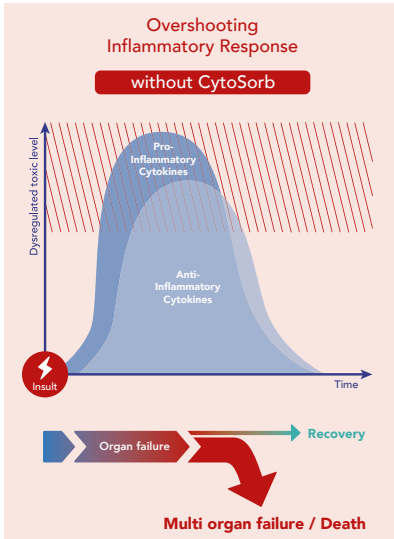 Overshooting
Inflammatory Response
without CytoSorb
Dysregulated toxic level
Pro-
Inflammatory
Cytokines
Anti-
Inflammatory
Cytokines
Insult
Time
Organ failure
Recovery
Multi organ failure / Death